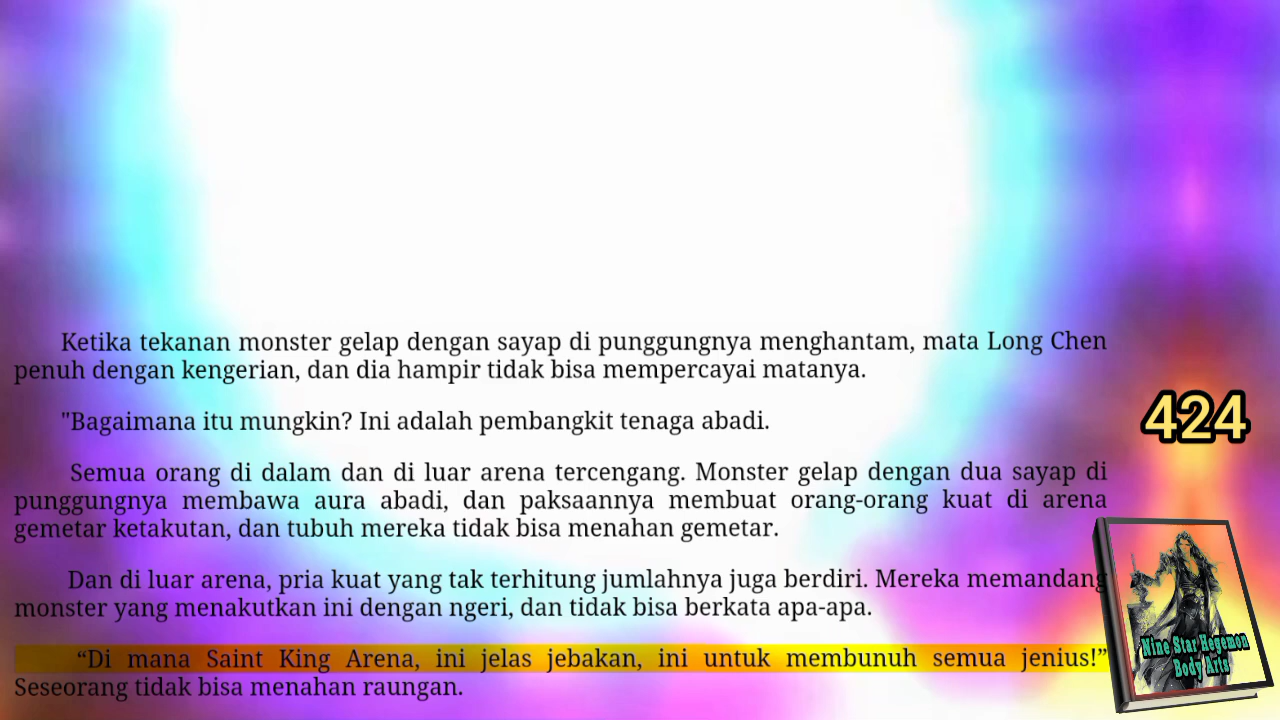 Ketika tekanan monster gelap dengan sayap di punggungnya menghantam, mata Long Chen
penuh dengan kengerian, dan dia hampir tidak bisa mempercayai matanya.
"Bagaimana itu mungkin? Ini adalah pembangkit tenaga abadi.
Semua orang di dalam dan di luar arena tercengang. Monster gelap dengan dua sayap di
punggungnya membawa aura abadi, dan paksaannya membuat orang-orang kuat di arena
gemetar ketakutan, dan tubuh mereka tidak bisa menahan gemetar.
Dan di luar arena, pria kuat yang tak terhitung jumlahnya juga berdiri. Mereka memandang
monster yang menakutkan ini dengan ngeri, dan tidak bisa berkata apa-apa.
“Di mana Saint King Arena, ini jelas jebakan, ini untuk membunuh semua jenius!”
Seseorang tidak bisa menahan raungan.
424
Nine Star Hegemon
Body Arts